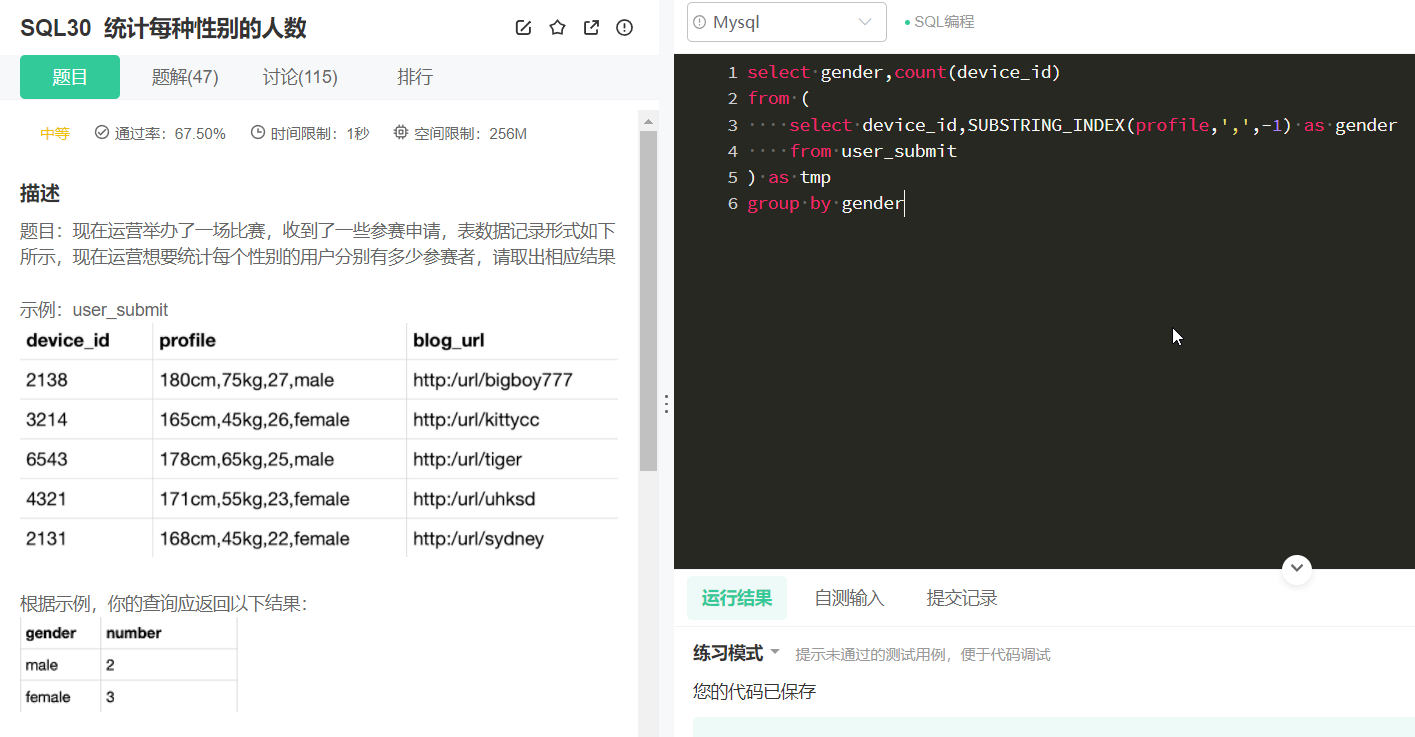 SQL30 统计每种性别的人数
题目 题解(47) 讨论(115) 排行
中等 通过率：67.50% 时间限制：1秒 空间限制：256M
描述
题目：现在运营举办了一场比赛，收到了一些参赛申请，表数据记录形式如下
所示，现在运营想要统计每个性别的用户分别有多少参赛者，请取出相应结果
示例：user_submit
device_id profile blog_url
2138 180cm,75kg,27,male http:/url/bigboy777
3214 165cm,45kg,26,female http:/url/kittycc
6543 178cm,65kg,25,male http:/url/tiger
4321 171cm,55kg,23,female http:/url/uhksd
2131 168cm,45kg,22,female http:/url/sydney
根据示例，你的查询应返回以下结果：
gender number
male 2
female 3
Mysql SQL编程
1 select gender,count(device_id)
2 from (
3 select device_id,SUBSTRING_INDEX(profile,',',-1) as gender
4 from user_submit
5 ) as tmp
6 group by gender
运行结果 自测输入 提交记录
练习模式 提示未通过的测试用例，便于代码调试
您的代码已保存